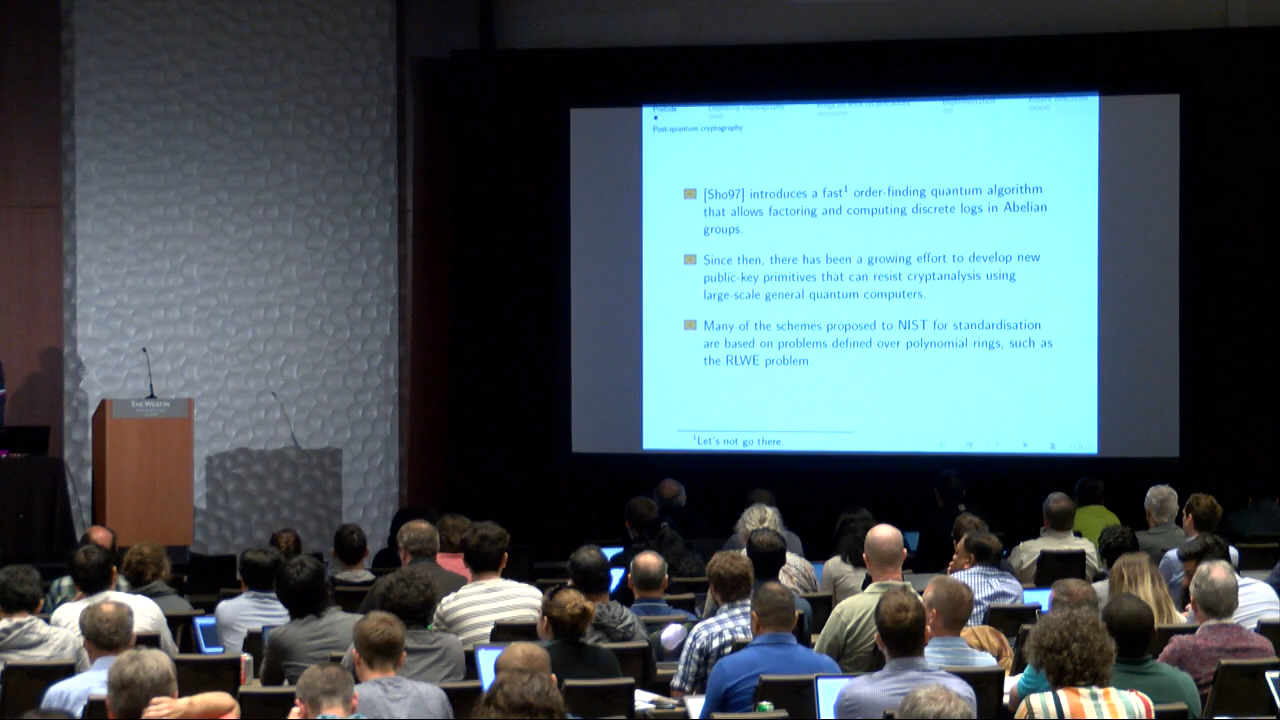 Prelude
Post-quantum cryptography
[Sho97] introduces a fast¹ order-finding quantum algorithm
that allows factoring and computing discrete logs in Abelian
groups.
Since then, there has been a growing effort to develop new
public-key primitives that can resist cryptanalysis using
large-scale general quantum computers.
Many of the schemes proposed to NIST for standardisation
are based on problems defined over polynomial rings, such as
the RLWE problem.
¹Let's not go there.
THE WESTIN